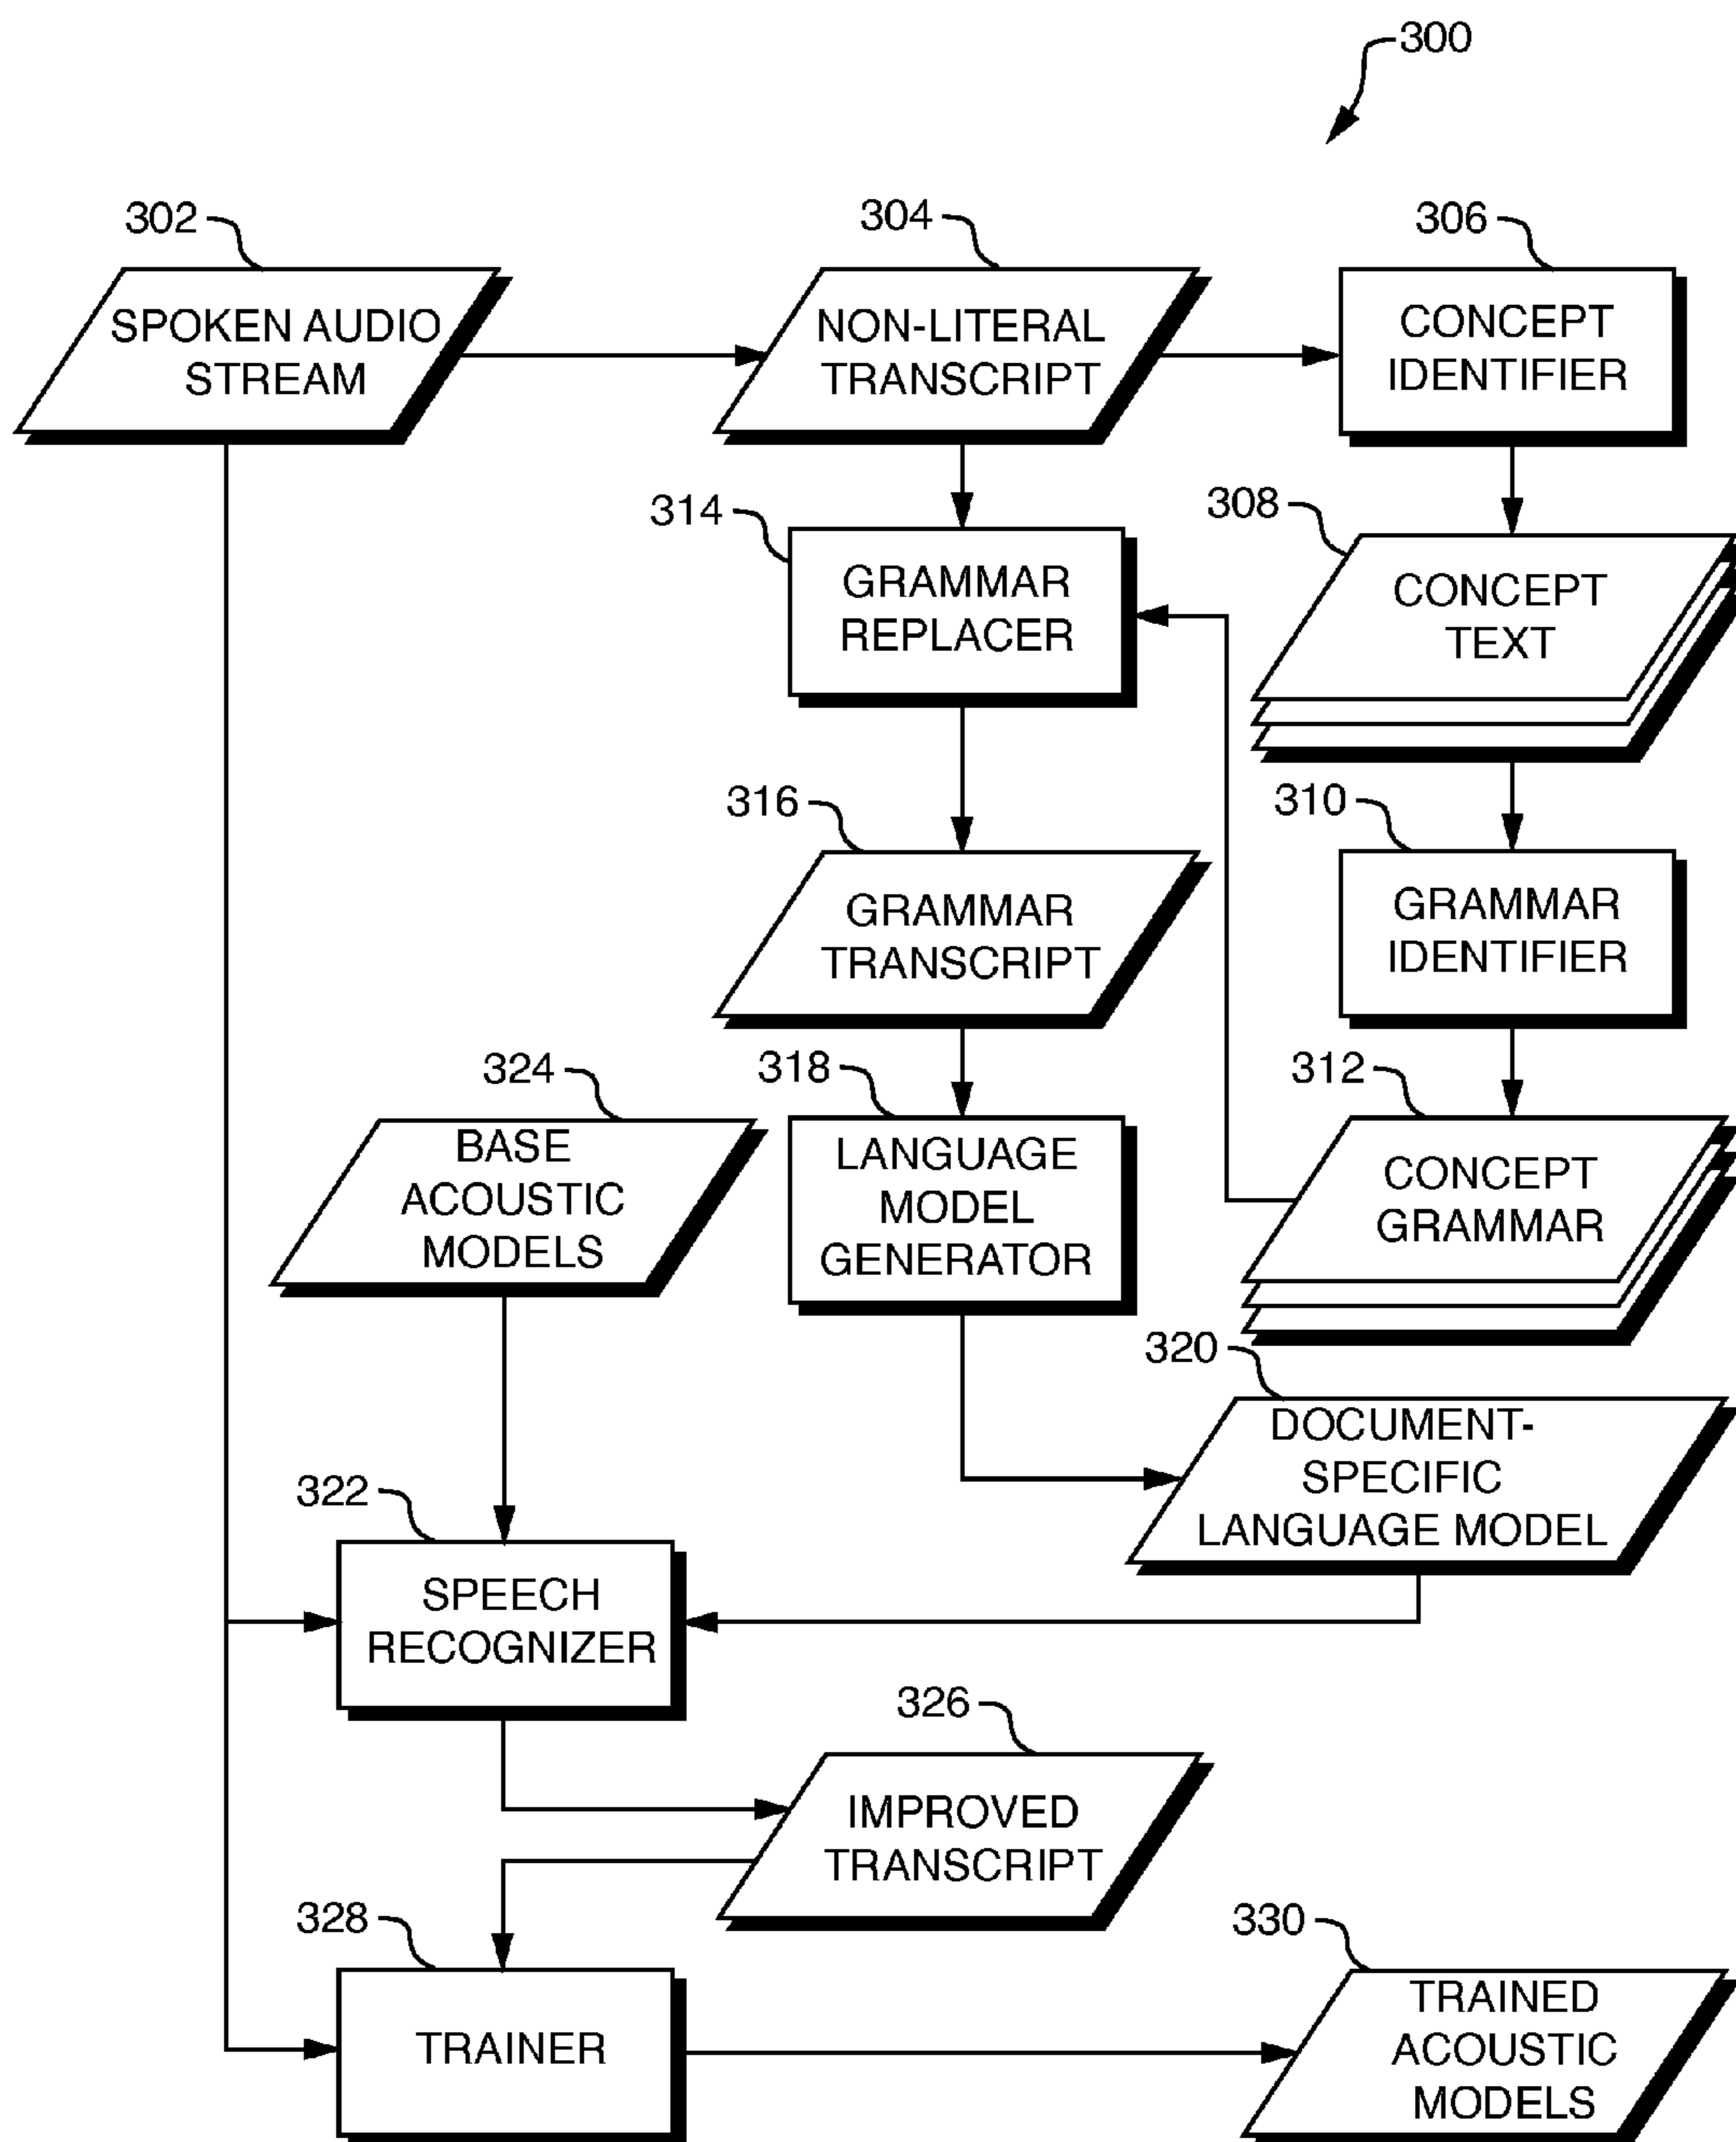 300
302
304
306
SPOKEN AUDIO
STREAM
NON-LITERAL
TRANSCRIPT
CONCEPT
IDENTIFIER
314
308
GRAMMAR
REPLACER
CONCEPT
TEXT
316
310
GRAMMAR
TRANSCRIPT
GRAMMAR
IDENTIFIER
324
318
312
BASE
ACOUSTIC
MODELS
LANGUAGE
MODEL
GENERATOR
CONCEPT
GRAMMAR
320
DOCUMENT-
SPECIFIC
LANGUAGE MODEL
322
SPEECH
RECOGNIZER
326
IMPROVED
TRANSCRIPT
328
330
TRAINER
TRAINED
ACOUSTIC
MODELS